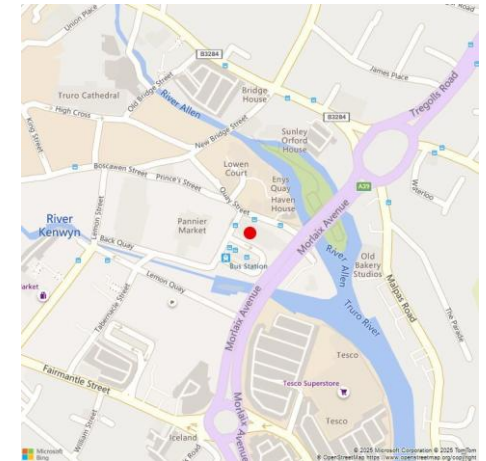 Union Place
B3284
Dtr Road
James Place
Tregolls Road
Truro Cathedral
Old Bridge Street
River Allen
Bridge
House
High Cross
B3284
New Bridge Street
Sunley
Orford
House
King Street
Lowen
Court
Boscawen Street
Prince's Street
Enys
Quay
Haven
House
A39
Waterloo
Quay Street
Lemon Street
River
Kenwyn
Pannier
Market
Morlaix Avenue
Back Quay
Bus Station
River Allen
Old
Bakery
Studios
Malpas Road
Lemon Quay
arket
P
Tabernacle Street
Morlaix Avenue
Truro River
The Parade
Tesco
Fairmantle Street
Tesco Superstore
William Street
Iceland
Road
Morlaix Avenue
Tesco
Microsoft
Bing
© 2025 Microsoft Corporation © 2025 TomTom
© OpenStreetMap https://www.openstreetmap.org/copyright